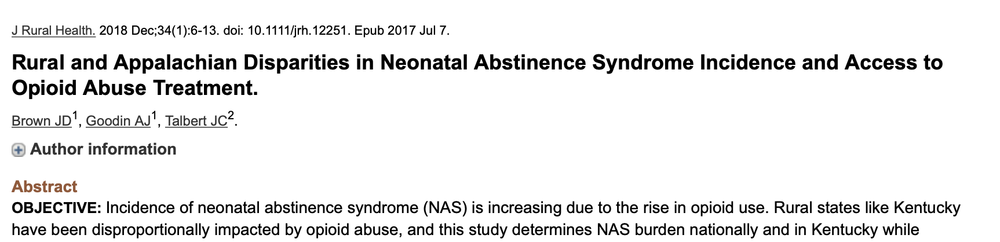 J Rural Health. 2018 Dec;34(1):6-13. doi: 10.1111/jrh.12251. Epub 2017 Jul 7.
Rural and Appalachian Disparities in Neonatal Abstinence Syndrome Incidence and Access to
Opioid Abuse Treatment.
Brown JD1, Goodin AJ1, Talbert JC2.
Author information
Abstract
OBJECTIVE: Incidence of neonatal abstinence syndrome (NAS) is increasing due to the rise in opioid use. Rural states like Kentucky
have been disproportionally impacted by opioid abuse, and this study determines NAS burden nationally and in Kentucky while